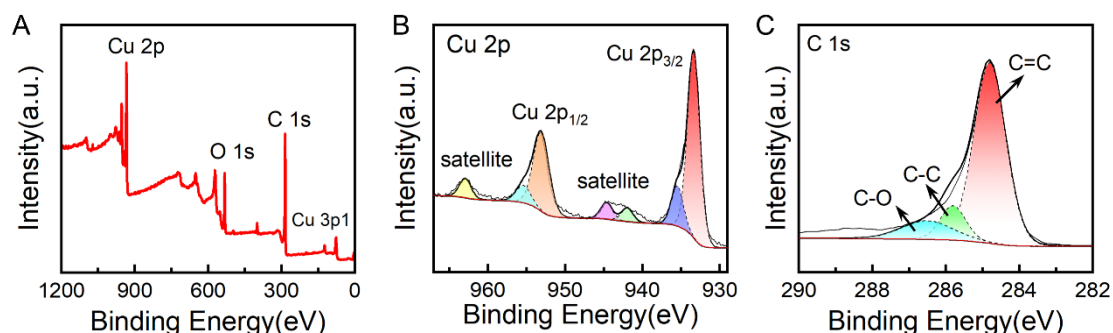 A
Cu 2p
O 1s
C 1s
Cu 3p1
Intensity(a.u.)
1200 900 600 300 0
Binding Energy(eV)
B
Cu 2p
Cu 2p3/2
Cu 2p1/2
satellite
satellite
Intensity(a.u.)
960 950 940 930
Binding Energy(eV)
C
C 1s
C=C
C-C
C-O
Intensity(a.u.)
290 288 286 284 282
Binding Energy(eV)